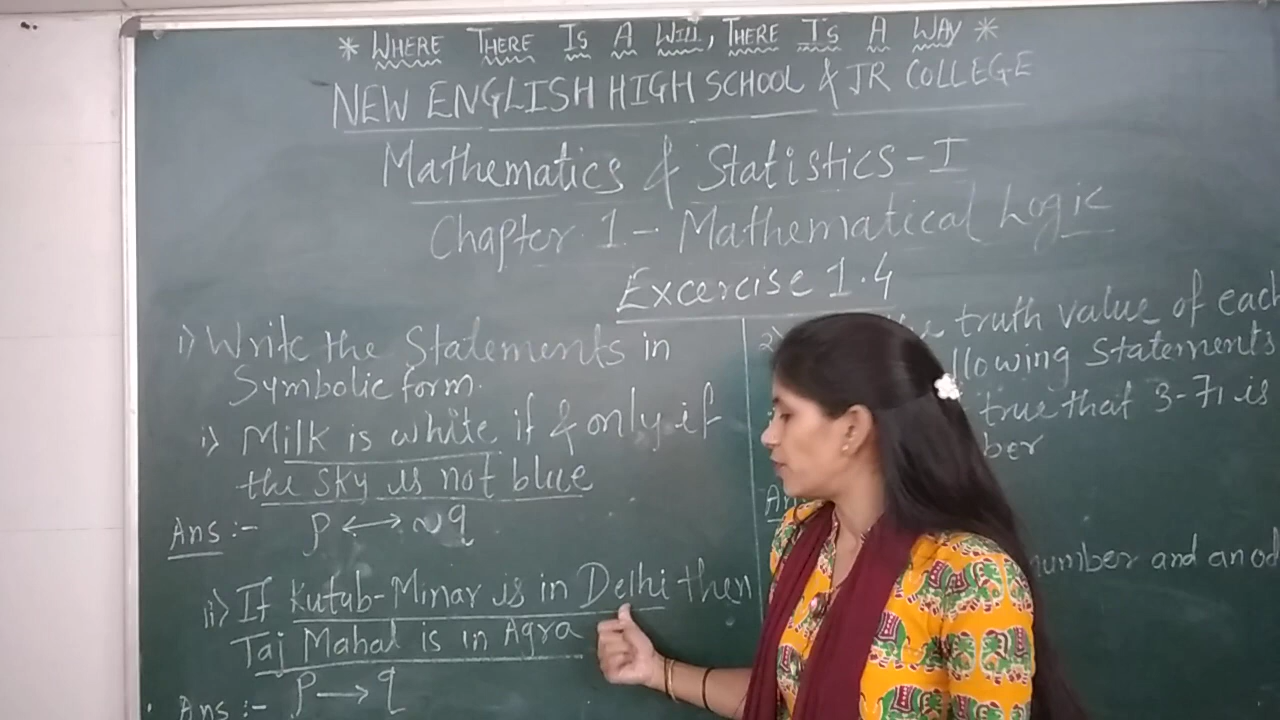 * WHERE THERE IS A WILL, THERE IS A WAY *
NEW ENGLISH HIGH SCHOOL & JR COLLEGE
Mathematics & Statistics - I
Chapter 1 - Mathematical Logic
Excercise 1.4
1) Write the Statements in
Symbolic form.
i) Milk is white if & only if
the sky is not blue
Ans :- p ↔ ~q
ii) If Kutub-Minar is in Delhi then
Taj Mahal is in Agra
Ans :- p → q
2) truth value of each
llowing Statements
true that 3-7i is
ber
An
number and an od